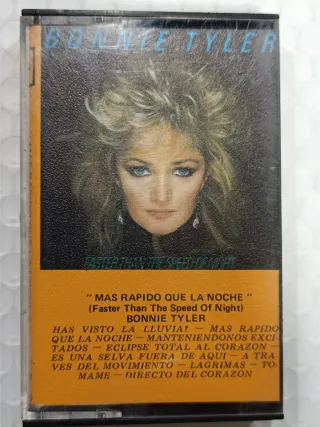 BONNIE TYLER
FASTER THAN THE SPEED OF NIGHT
" MAS RAPIDO QUE LA NOCHE "
(Faster Than The Speed Of Night)
BONNIE TYLER
HAS VISTO LA LLUVIA! — MAS RAPIDO
QUE LA NOCHE — MANTENIENDONOS EXCI
TADOS — ECLIPSE TOTAL AL CORAZON —
ES UNA SELVA FUERA DE AQUI — A TRA—
VES DEL MOVIMIENTO — LAGRIMAS — TO—
MAME — DIRECTO DEL CORAZON